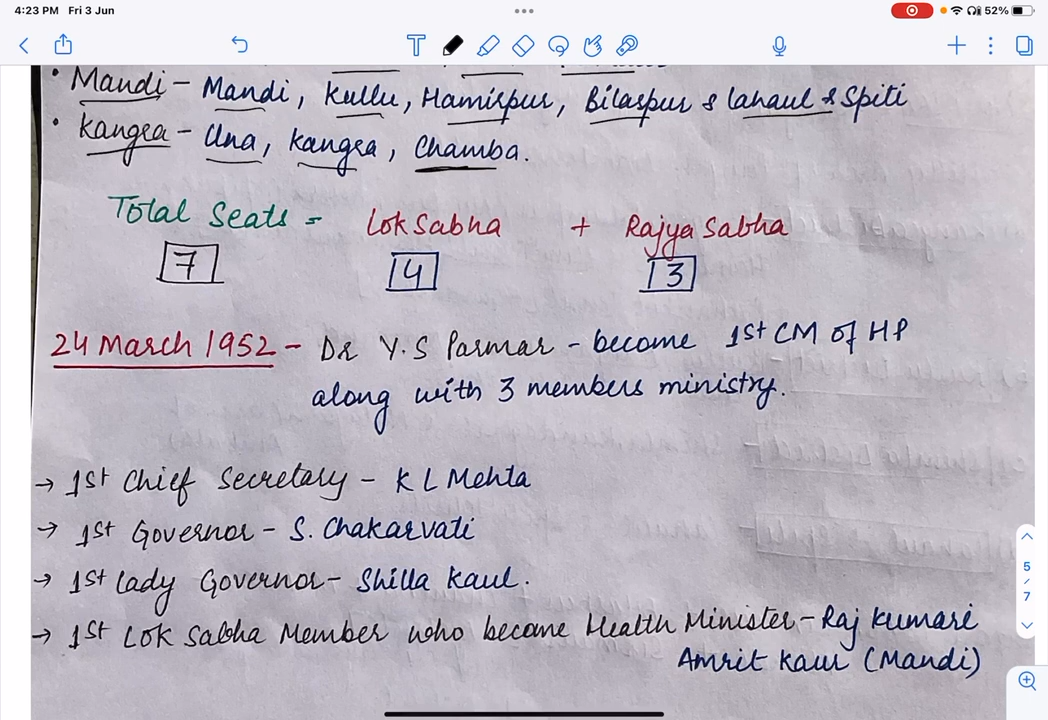 4:23 PM Fri 3 Jun
52%
• Mandi - Mandi, Kullu, Hamirpur, Bilaspur & Lahaul & Spiti
• Kangra - Una, Kangra, Chamba.
Total Seats = Lok Sabha + Rajya Sabha
7 4 3
24 March 1952 - Dr Y.S Parmar - become 1st CM of HP
along with 3 members ministry.
→ 1st Chief Secretary - K L Mehta
→ 1st Governor - S. Chakarvati
→ 1st lady Governor - Shilla Kaul.
→ 1st Lok Sabha Member who become Health Minister - Raj Kumari
Amrit Kaur (Mandi)
5
/
7